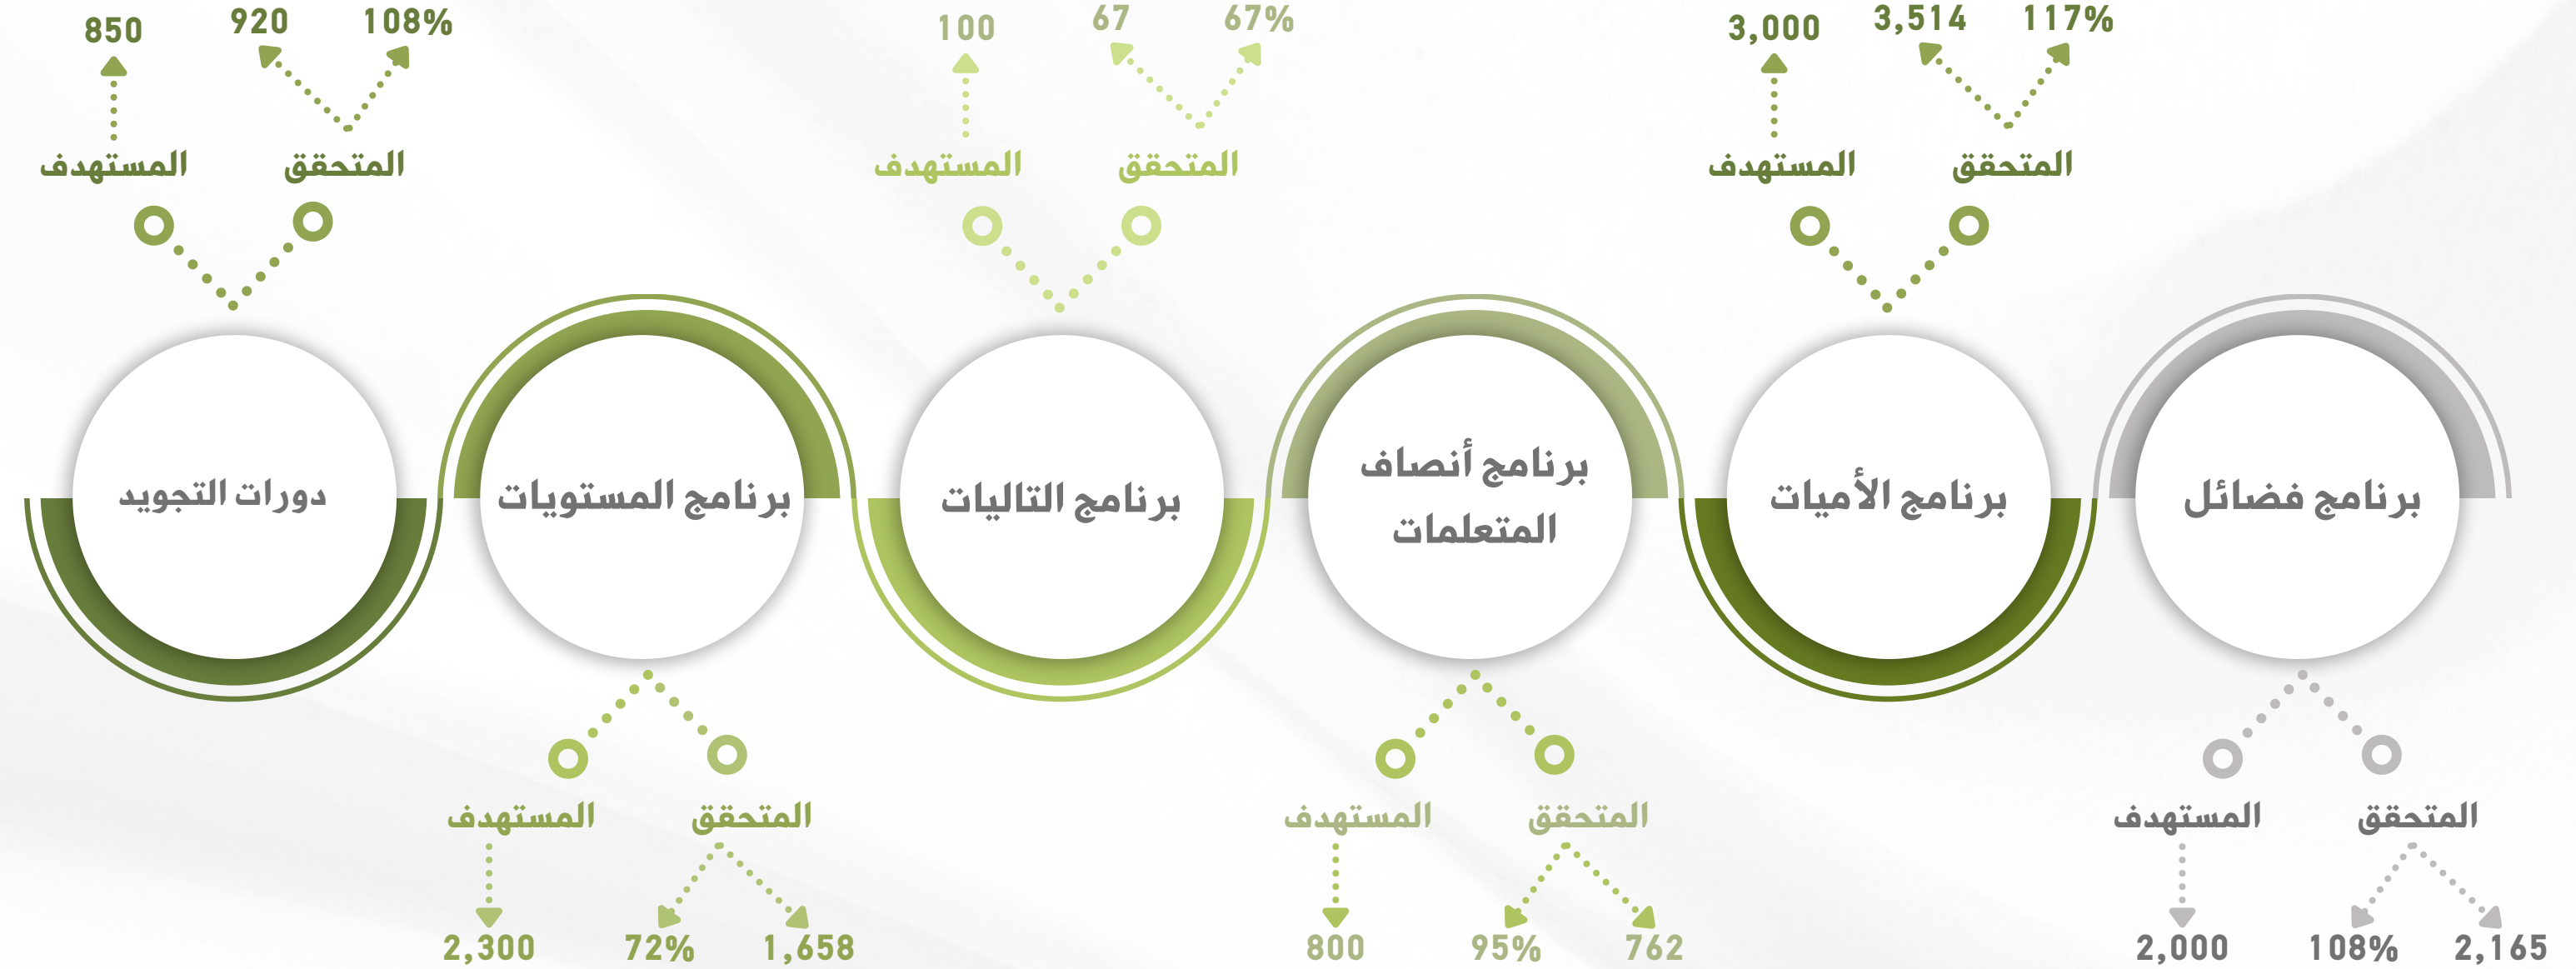 3,000
3,514
117%
المستهدف
المتحقق
100
67
67%
المستهدف
المتحقق
850
920
108%
المستهدف
المتحقق
برنامج فضائل
برنامج الأميات
برنامج أنصاف
المتعلمات
برنامج التاليات
برنامج المستويات
دورات التجويد
المتحقق
المستهدف
2,165
108%
2,000
المتحقق
المستهدف
762
95%
800
المتحقق
المستهدف
1,658
72%
2,300